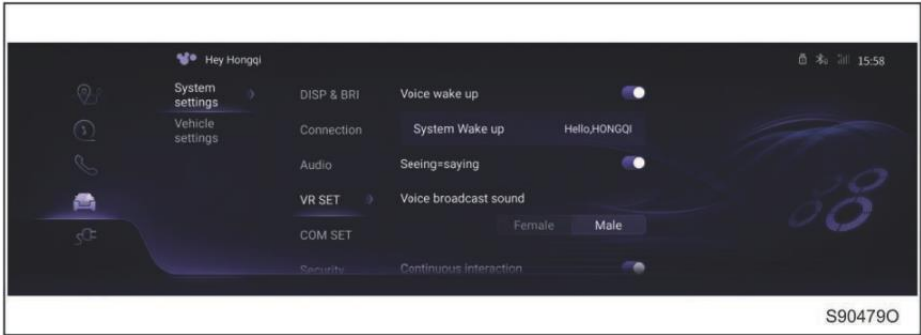 Hey Hongqi
15:58
System
settings
Vehicle
settings
DISP & BRI
Connection
Audio
VR SET
COM SET
Security
Voice wake up
System Wake up
Hello,HONGQI
Seeing=saying
Voice broadcast sound
Female
Male
Continuous interaction
S90479O